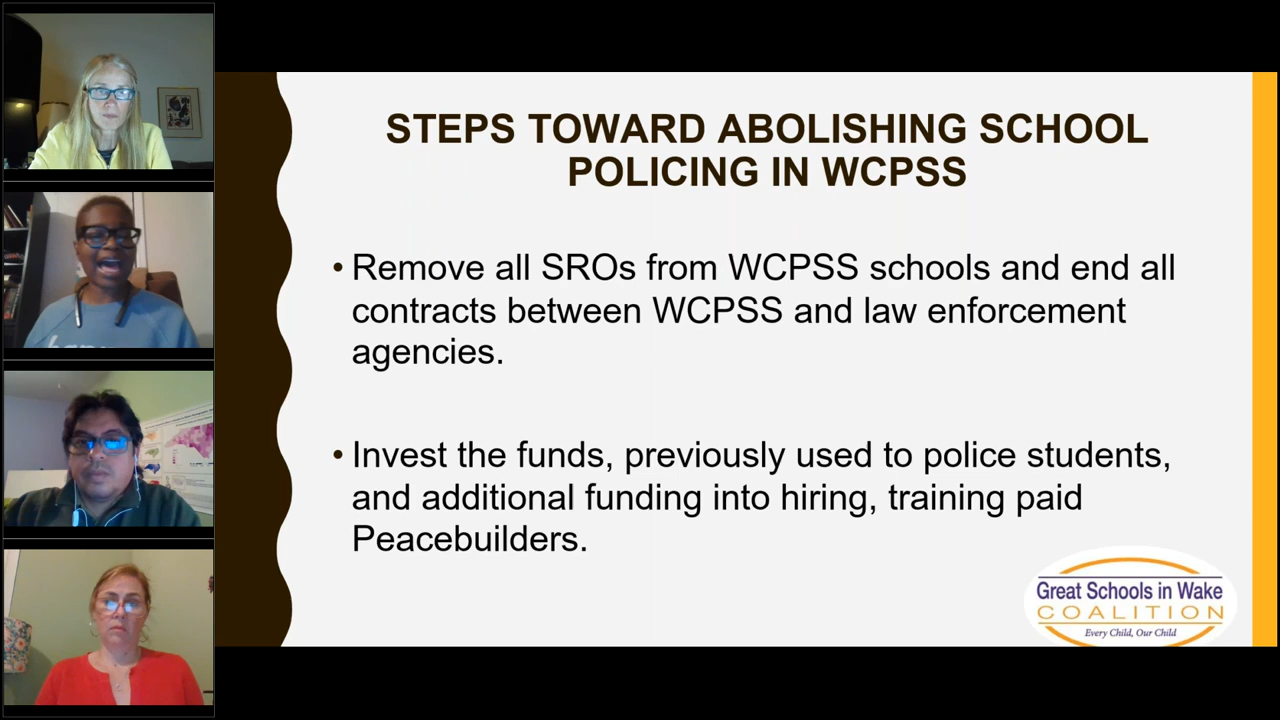 STEPS TOWARD ABOLISHING SCHOOL
POLICING IN WCPSS
• Remove all SROs from WCPSS schools and end all
contracts between WCPSS and law enforcement
agencies.
• Invest the funds, previously used to police students,
and additional funding into hiring, training paid
Peacebuilders.
Great Schools in Wake
COALITION
Every Child, Our Child